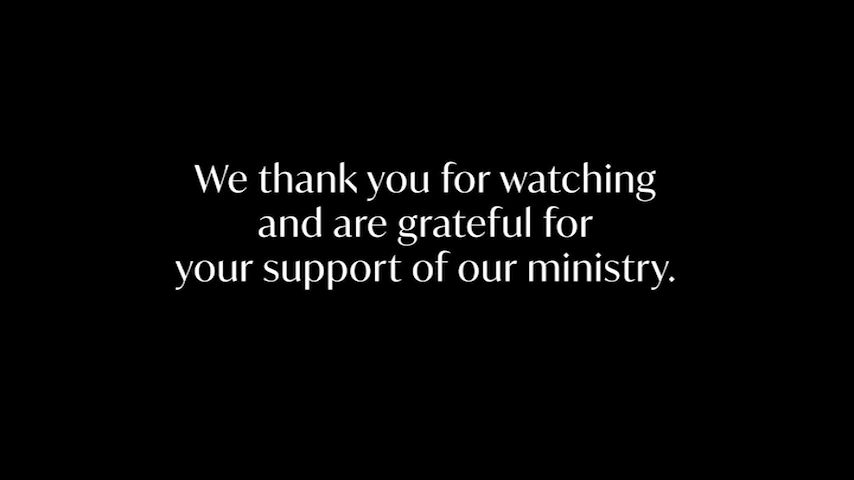 We thank you for watching
and are grateful for
your support of our ministry.